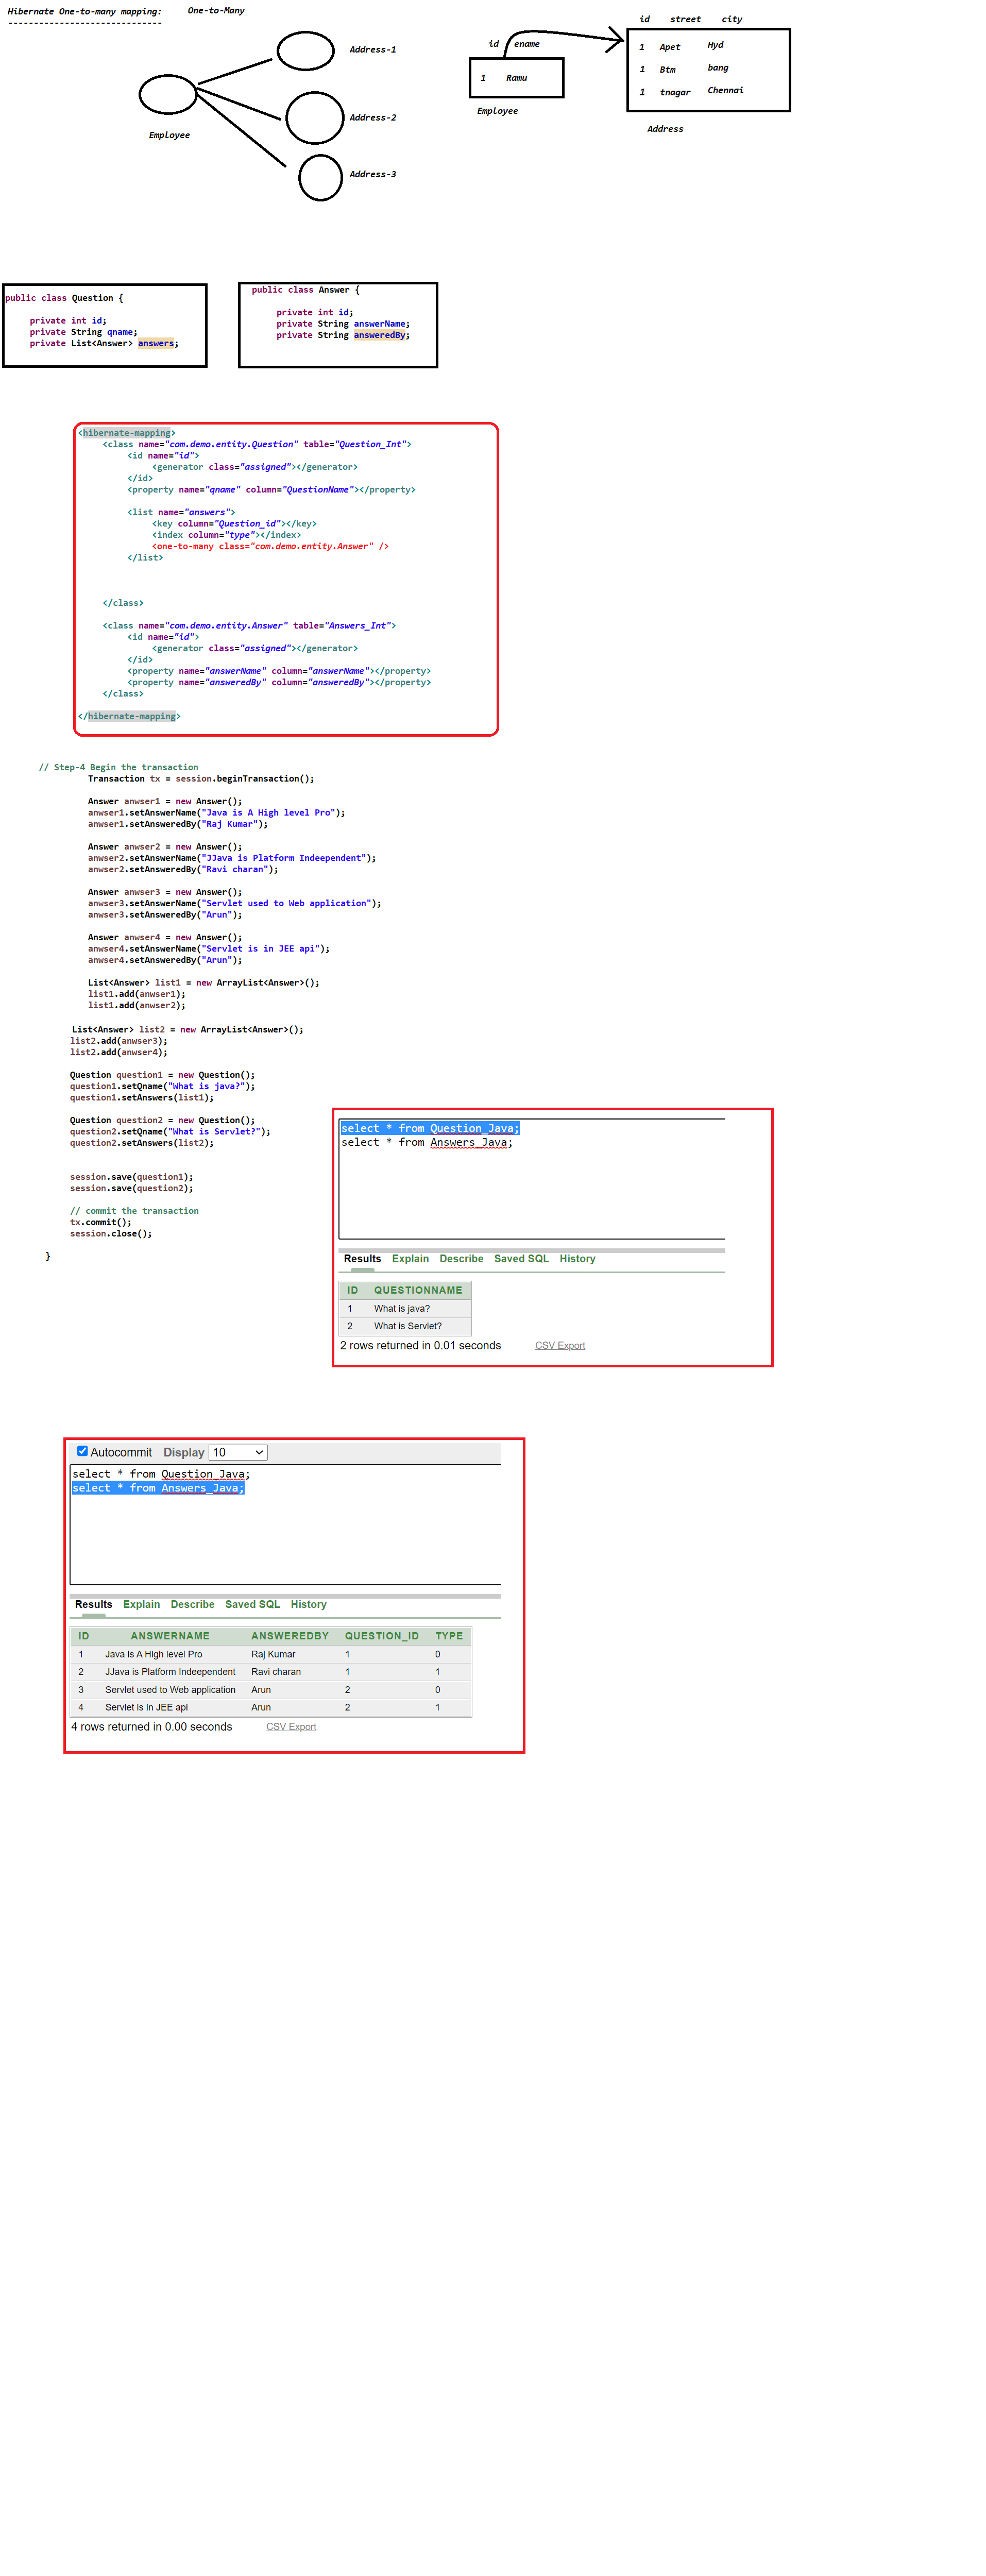 Hibernate One-to-many mapping:
------------------------------
One-to-Many
Address-1
Address-2
Employee
Address-3
id ename
1 Ramu
Employee
id street city
1 Apet Hyd
1 Btm bang
1 tnagar Chennai
Address
public class Question {
private int id;
private String qname;
private List<Answer> answers;
public class Answer {
private int id;
private String answerName;
private String answeredBy;
<hibernate-mapping>
<class name="com.demo.entity.Question" table="Question_Int">
<id name="id">
<generator class="assigned"></generator>
</id>
<property name="qname" column="QuestionName"></property>
<list name="answers">
<key column="Question_id"></key>
<index column="type"></index>
<one-to-many class="com.demo.entity.Answer" />
</list>
</class>
<class name="com.demo.entity.Answer" table="Answers_Int">
<id name="id">
<generator class="assigned"></generator>
</id>
<property name="answerName" column="answerName"></property>
<property name="answeredBy" column="answeredBy"></property>
</class>
</hibernate-mapping>
// Step-4 Begin the transaction
Transaction tx = session.beginTransaction();
Answer anwser1 = new Answer();
anwser1.setAnswerName("Java is A High level Pro");
anwser1.setAnsweredBy("Raj Kumar");
Answer anwser2 = new Answer();
anwser2.setAnswerName("JJava is Platform Indeependent");
anwser2.setAnsweredBy("Ravi charan");
Answer anwser3 = new Answer();
anwser3.setAnswerName("Servlet used to Web application");
anwser3.setAnsweredBy("Arun");
Answer anwser4 = new Answer();
anwser4.setAnswerName("Servlet is in JEE api");
anwser4.setAnsweredBy("Arun");
List<Answer> list1 = new ArrayList<Answer>();
list1.add(anwser1);
list1.add(anwser2);
List<Answer> list2 = new ArrayList<Answer>();
list2.add(anwser3);
list2.add(anwser4);
Question question1 = new Question();
question1.setQname("What is java?");
question1.setAnswers(list1);
Question question2 = new Question();
question2.setQname("What is Servlet?");
question2.setAnswers(list2);
session.save(question1);
session.save(question2);
// commit the transaction
tx.commit();
session.close();
}
select * from Question_Java;
select * from Answers_Java;
Results Explain Describe Saved SQL History
ID QUESTIONNAME
1 What is java?
2 What is Servlet?
2 rows returned in 0.01 seconds CSV Export
Autocommit Display 10
select * from Question_Java;
select * from Answers_Java;
Results Explain Describe Saved SQL History
ID ANSWERNAME ANSWEREDBY QUESTION_ID TYPE
1 Java is A High level Pro Raj Kumar 1 0
2 JJava is Platform Indeependent Ravi charan 1 1
3 Servlet used to Web application Arun 2 0
4 Servlet is in JEE api Arun 2 1
4 rows returned in 0.00 seconds CSV Export